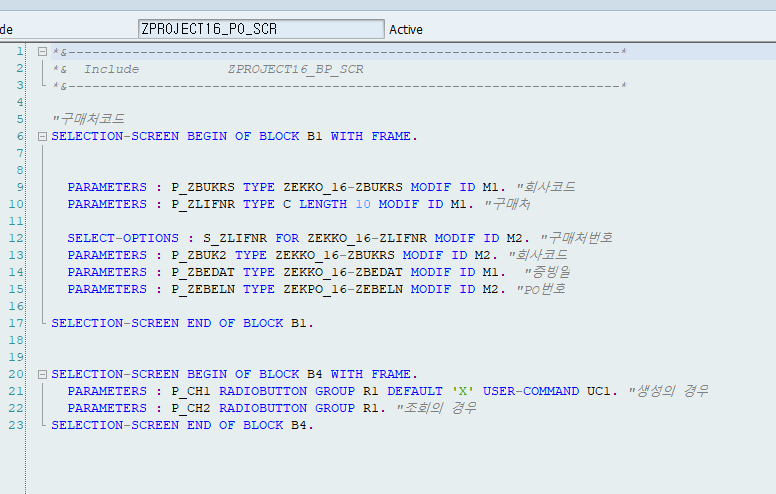 de ZPROJECT16_PO_SCR Active
1 *&---------------------------------------------------------------------*
2 *& Include ZPROJECT16_BP_SCR
3 *&---------------------------------------------------------------------*
4
5 "구매처코드
6 SELECTION-SCREEN BEGIN OF BLOCK B1 WITH FRAME.
7
8
9 PARAMETERS : P_ZBUKRS TYPE ZEKKO_16-ZBUKRS MODIF ID M1. "회사코드
10 PARAMETERS : P_ZLIFNR TYPE C LENGTH 10 MODIF ID M1. "구매처
11
12 SELECT-OPTIONS : S_ZLIFNR FOR ZEKKO_16-ZLIFNR MODIF ID M2. "구매처번호
13 PARAMETERS : P_ZBUK2 TYPE ZEKKO_16-ZBUKRS MODIF ID M2. "회사코드
14 PARAMETERS : P_ZBEDAT TYPE ZEKKO_16-ZBEDAT MODIF ID M1. "증빙일
15 PARAMETERS : P_ZEBELN TYPE ZEKPO_16-ZEBELN MODIF ID M2. "PO번호
16
17 SELECTION-SCREEN END OF BLOCK B1.
18
19
20 SELECTION-SCREEN BEGIN OF BLOCK B4 WITH FRAME.
21 PARAMETERS : P_CH1 RADIOBUTTON GROUP R1 DEFAULT 'X' USER-COMMAND UC1. "생성의 경우
22 PARAMETERS : P_CH2 RADIOBUTTON GROUP R1. "조회의 경우
23 SELECTION-SCREEN END OF BLOCK B4.